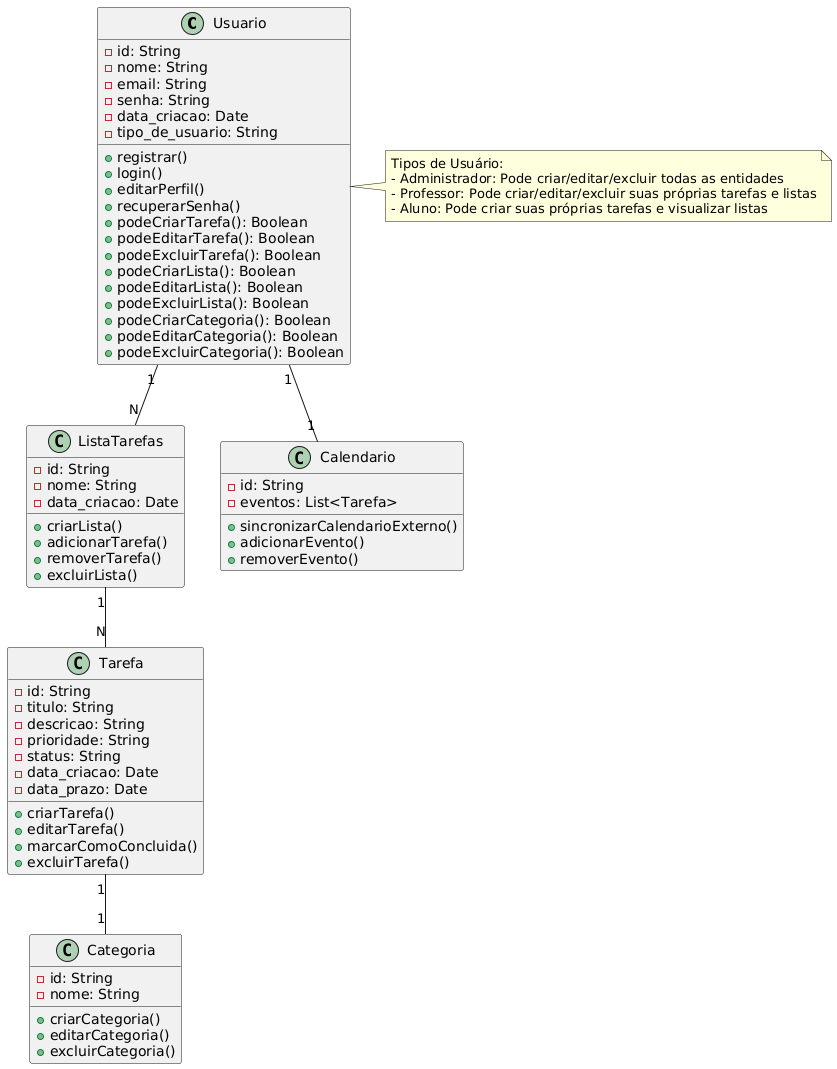 C Usuario
id: String
nome: String
email: String
senha: String
data_criacao: Date
tipo_de_usuario: String
registrar()
login()
editarPerfil()
recuperarSenha()
podeCriarTarefa(): Boolean
podeEditarTarefa(): Boolean
podeExcluirTarefa(): Boolean
podeCriarLista(): Boolean
podeEditarLista(): Boolean
podeExcluirLista(): Boolean
podeCriarCategoria(): Boolean
podeEditarCategoria(): Boolean
podeExcluirCategoria(): Boolean
Tipos de Usuário:
- Administrador: Pode criar/editar/excluir todas as entidades
- Professor: Pode criar/editar/excluir suas próprias tarefas e listas
- Aluno: Pode criar suas próprias tarefas e visualizar listas
1
N
1
1
C ListaTarefas
id: String
nome: String
data_criacao: Date
criarLista()
adicionarTarefa()
removerTarefa()
excluirLista()
C Calendario
id: String
eventos: List<Tarefa>
sincronizarCalendarioExterno()
adicionarEvento()
removerEvento()
1
N
C Tarefa
id: String
titulo: String
descricao: String
prioridade: String
status: String
data_criacao: Date
data_prazo: Date
criarTarefa()
editarTarefa()
marcarComoConcluida()
excluirTarefa()
1
1
C Categoria
id: String
nome: String
criarCategoria()
editarCategoria()
excluirCategoria()